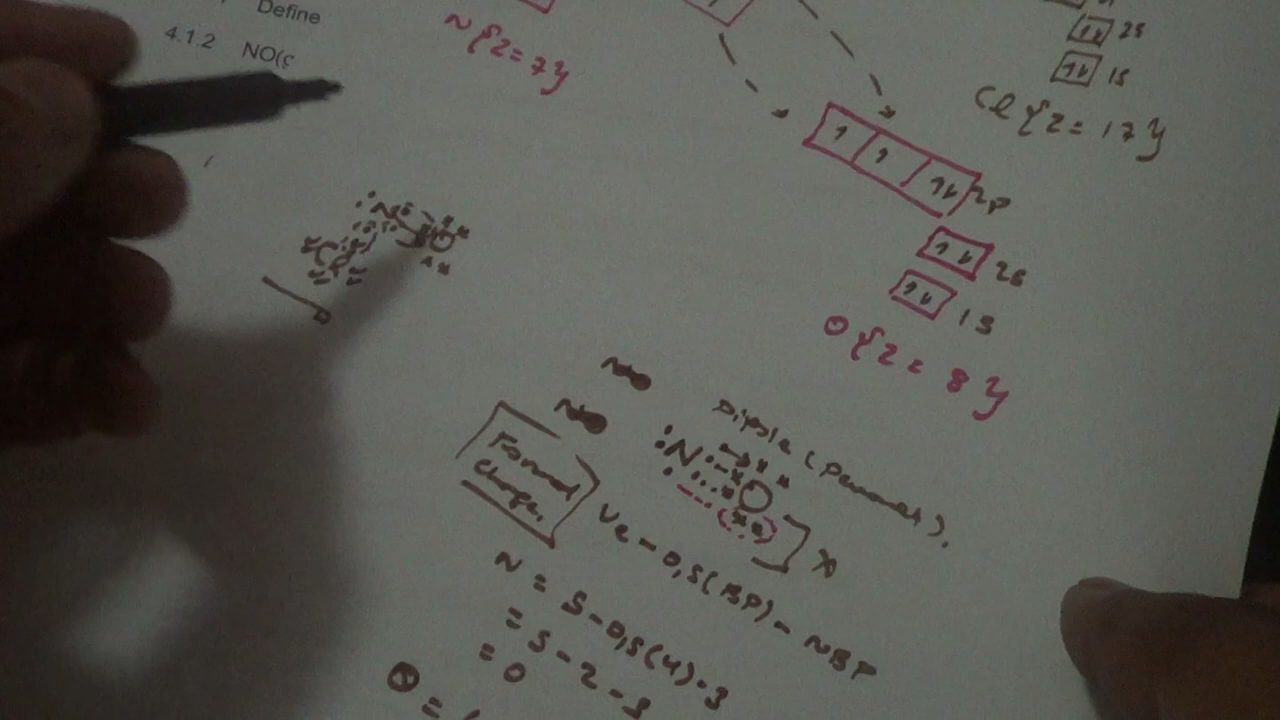 Define
4.1.2 NO(g
N {z = 7}
2s
1s
Cl {z = 17}
2p
2s
1s
O {z = 8}
N
O
Dipole (Permanent).
:N
O
Formal
Charge.
Ve - 0,5(BP) - NBP
N = 5 - 0,5(4) - 3
= 5 - 2 - 3
= 0
O =